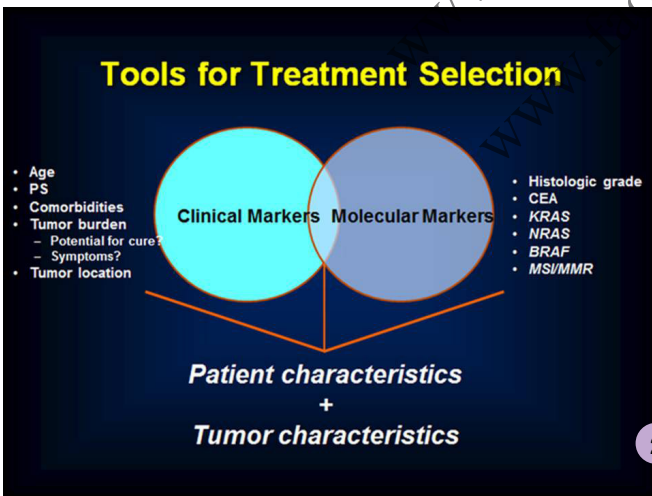 Tools for Treatment Selection
• Age
• PS
• Comorbidities
• Tumor burden
– Potential for cure?
– Symptoms?
• Tumor location
Clinical Markers
Molecular Markers
• Histologic grade
• CEA
• KRAS
• NRAS
• BRAF
• MSI/MMR
Patient characteristics
+
Tumor characteristics